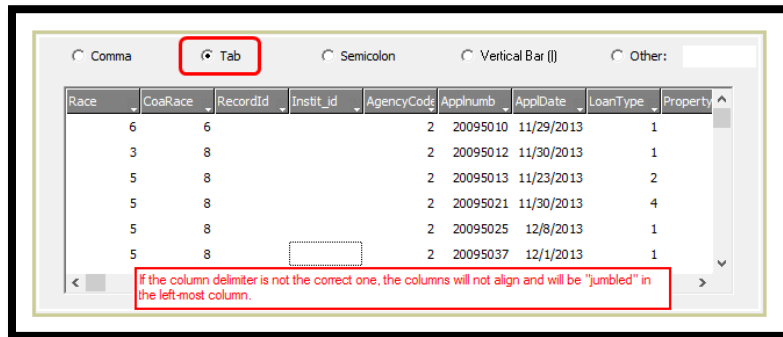 Comma Tab Semicolon Vertical Bar (|) Other:
Race CoaRace RecordId Instit_id AgencyCode Applnumb ApplDate LoanType Property
6 6 2 20095010 11/29/2013 1
3 8 2 20095012 11/30/2013 1
5 8 2 20095013 11/23/2013 2
5 8 2 20095021 11/30/2013 4
5 8 2 20095025 12/8/2013 1
5 8 2 20095037 12/1/2013 1
If the column delimiter is not the correct one, the columns will not align and will be "jumbled" in
the left-most column.